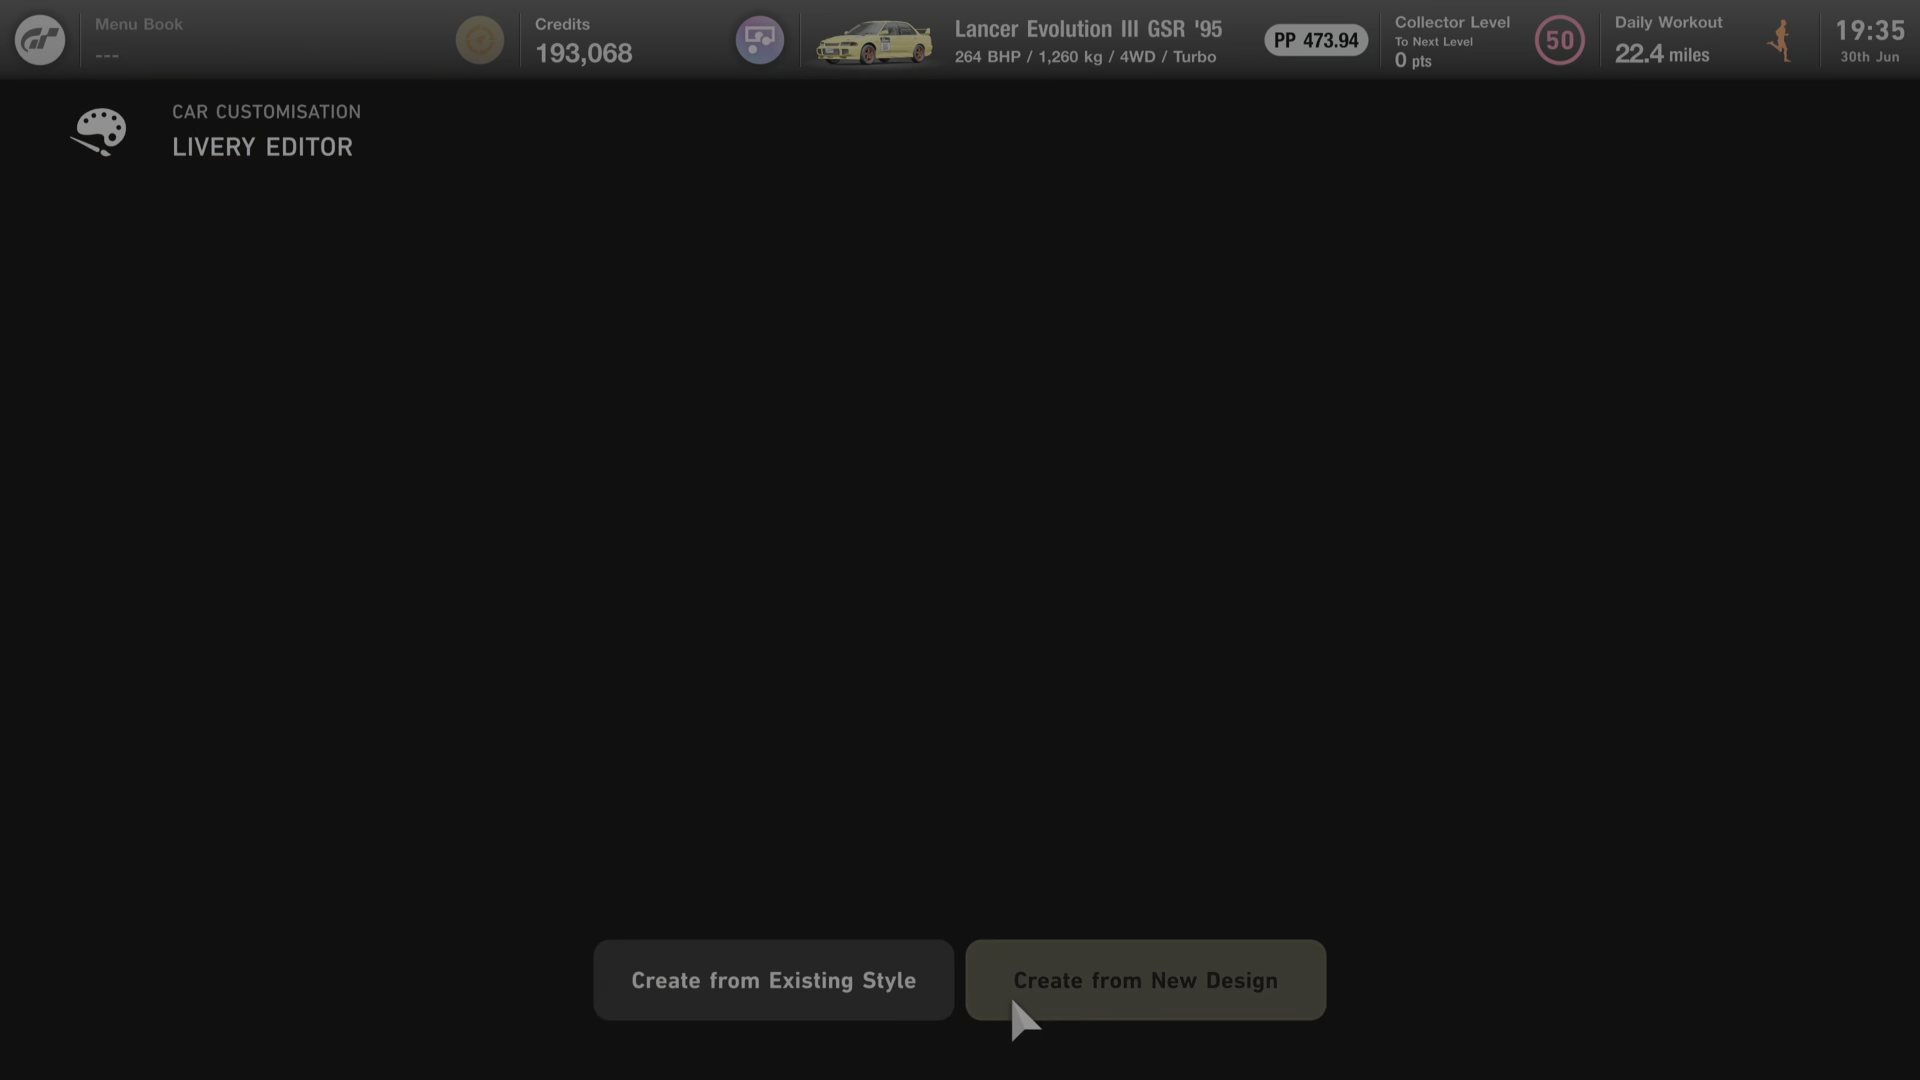 Menu Book
---
Credits
193,068
Lancer Evolution III GSR '95
264 BHP / 1,260 kg / 4WD / Turbo
PP 473.94
Collector Level
To Next Level
0 pts
50
Daily Workout
22.4 miles
19:35
30th Jun
CAR CUSTOMISATION
LIVERY EDITOR
Create from Existing Style
Create from New Design